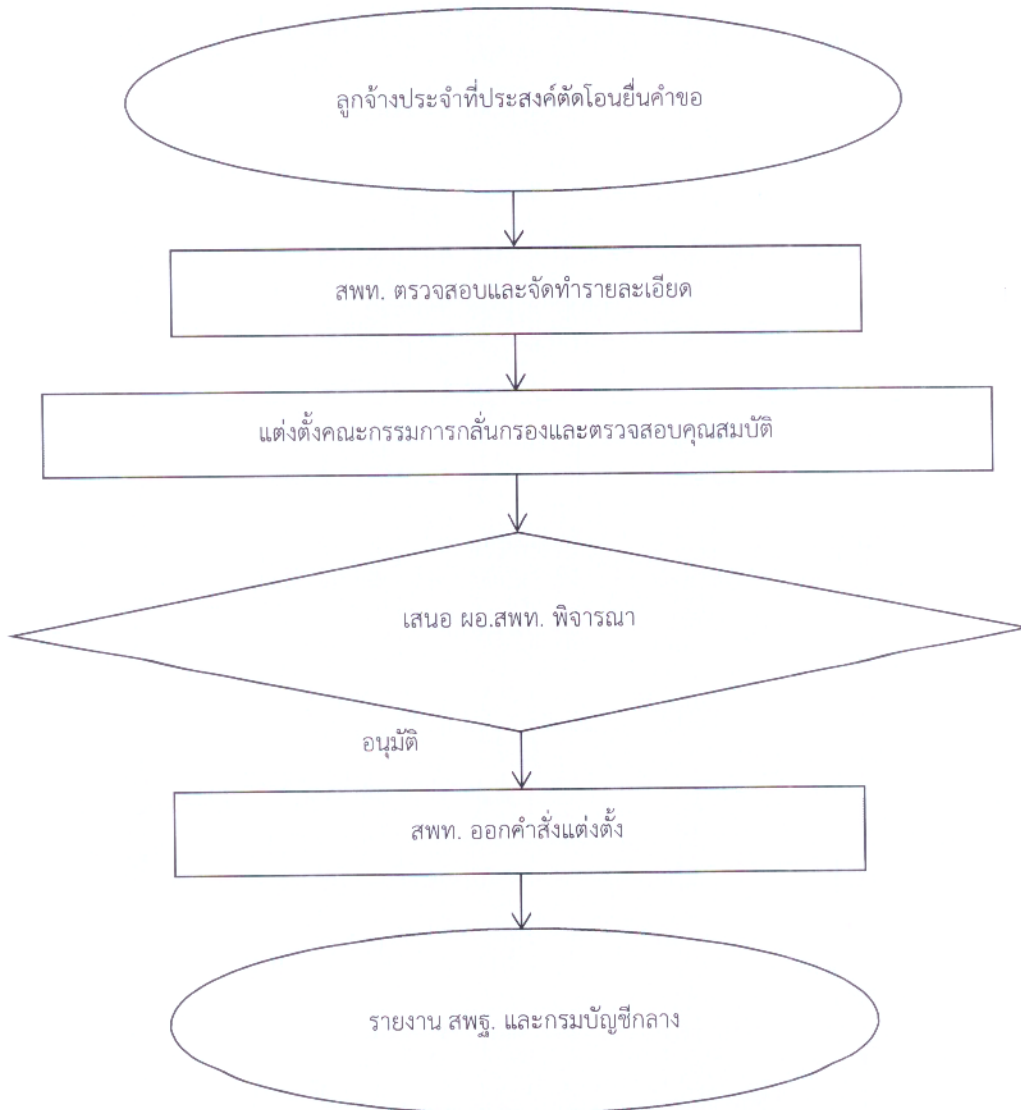 ลูกจ้างประจำที่ประสงค์ตัดโอนยื่นคำขอ
สพท. ตรวจสอบและจัดทำรายละเอียด
แต่งตั้งคณะกรรมการกลั่นกรองและตรวจสอบคุณสมบัติ
เสนอ ผอ.สพท. พิจารณา
อนุมัติ
สพท. ออกคำสั่งแต่งตั้ง
รายงาน สพฐ. และกรมบัญชีกลาง